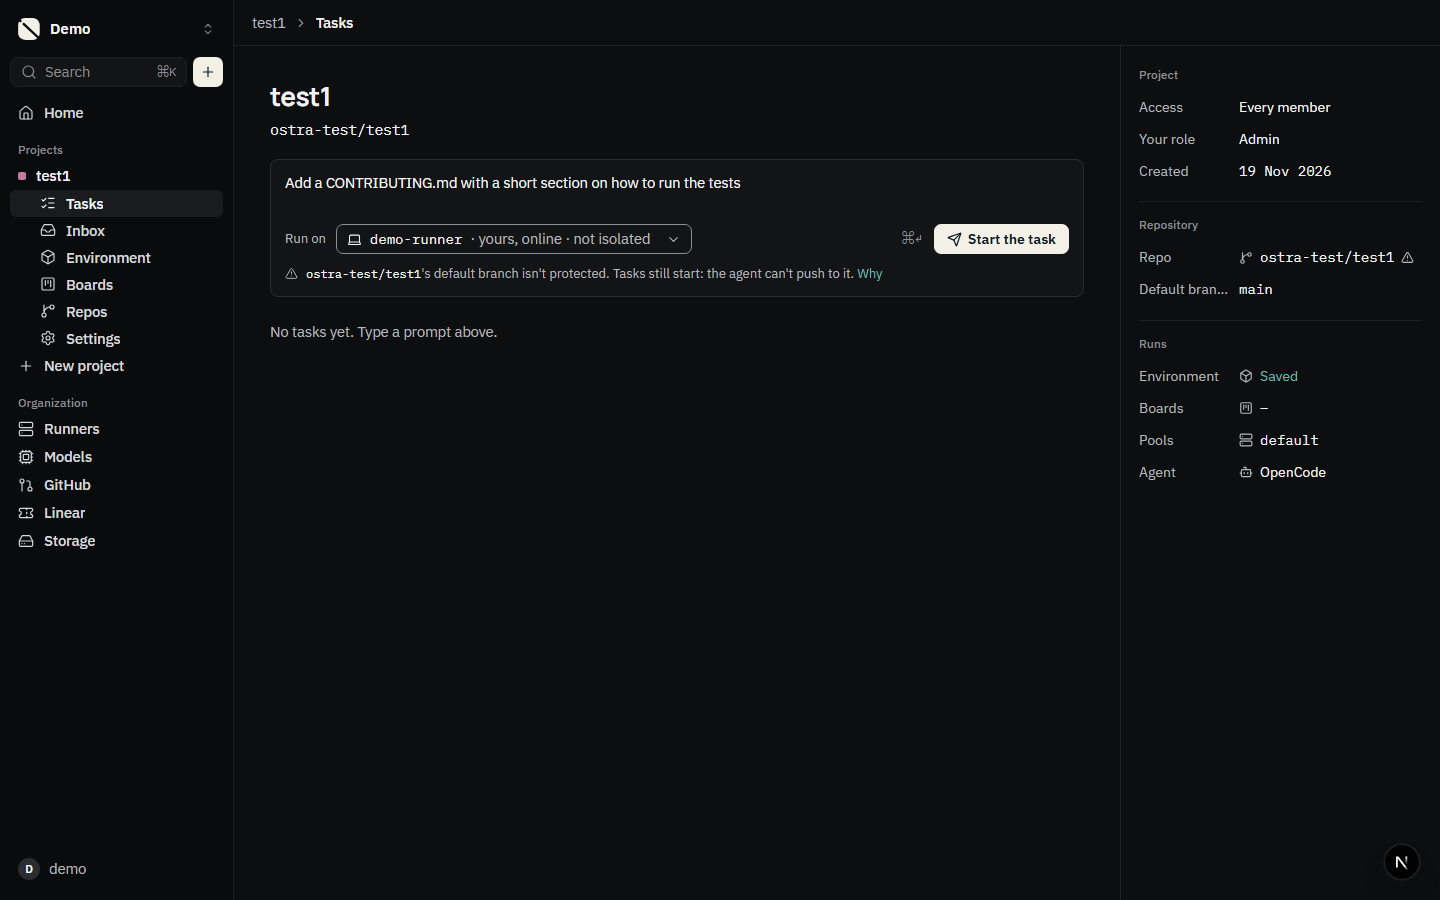 Demo
Search ⌘K
Home
Projects
test1
Tasks
Inbox
Environment
Boards
Repos
Settings
New project
Organization
Runners
Models
GitHub
Linear
Storage
D demo
test1 > Tasks
test1
ostra-test/test1
Add a CONTRIBUTING.md with a short section on how to run the tests
Run on demo-runner · yours, online · not isolated ⌘↵ Start the task
ostra-test/test1's default branch isn't protected. Tasks still start: the agent can't push to it. Why
No tasks yet. Type a prompt above.
Project
Access Every member
Your role Admin
Created 19 Nov 2026
Repository
Repo ostra-test/test1
Default bran... main
Runs
Environment Saved
Boards –
Pools default
Agent OpenCode
N